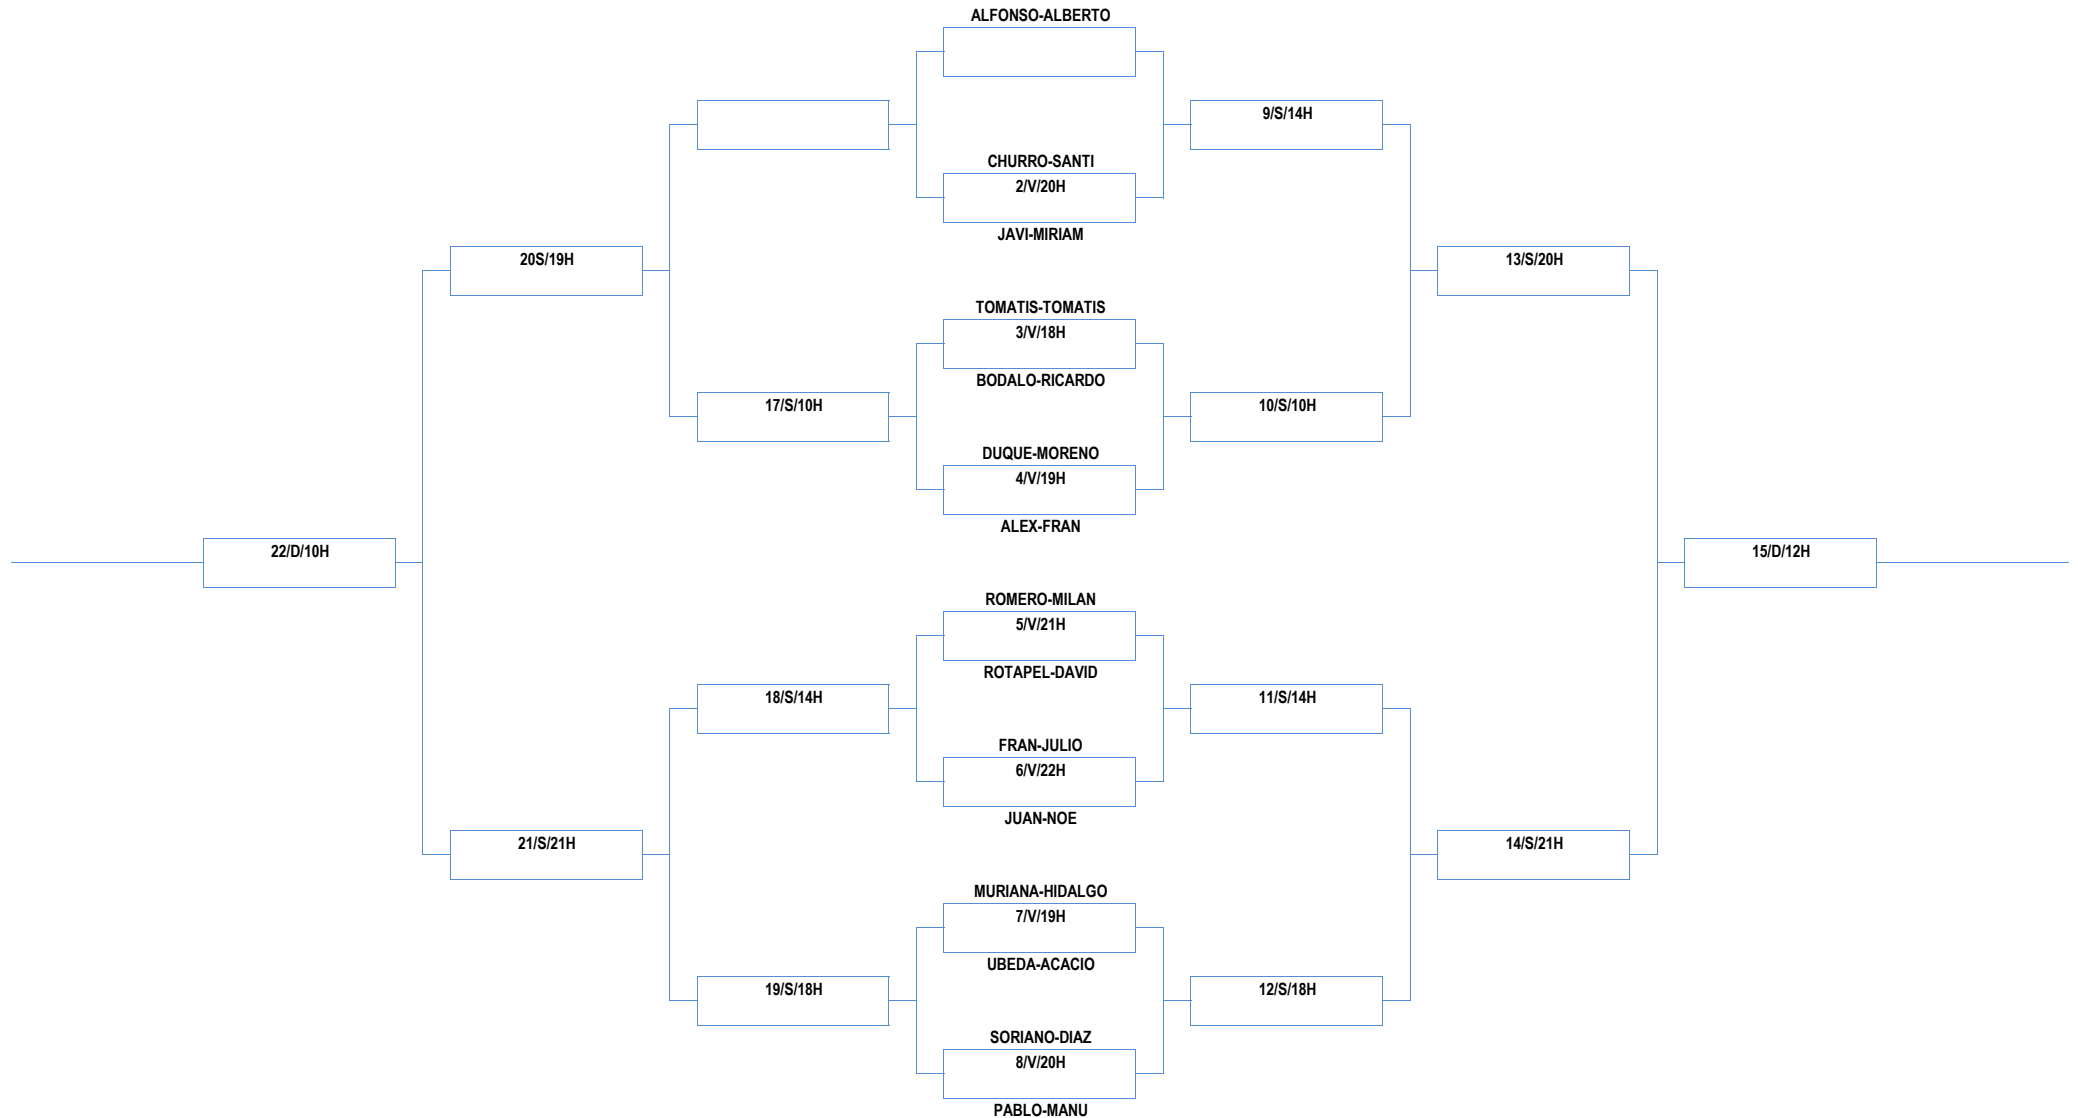 ALFONSO-ALBERTO
9/S/14H
CHURRO-SANTI
2/V/20H
JAVI-MIRIAM
20S/19H
13/S/20H
TOMATIS-TOMATIS
3/V/18H
BODALO-RICARDO
17/S/10H
10/S/10H
DUQUE-MORENO
4/V/19H
ALEX-FRAN
22/D/10H
15/D/12H
ROMERO-MILAN
5/V/21H
ROTAPEL-DAVID
18/S/14H
11/S/14H
FRAN-JULIO
6/V/22H
JUAN-NOE
21/S/21H
14/S/21H
MURIANA-HIDALGO
7/V/19H
UBEDA-ACACIO
19/S/18H
12/S/18H
SORIANO-DIAZ
8/V/20H
PABLO-MANU